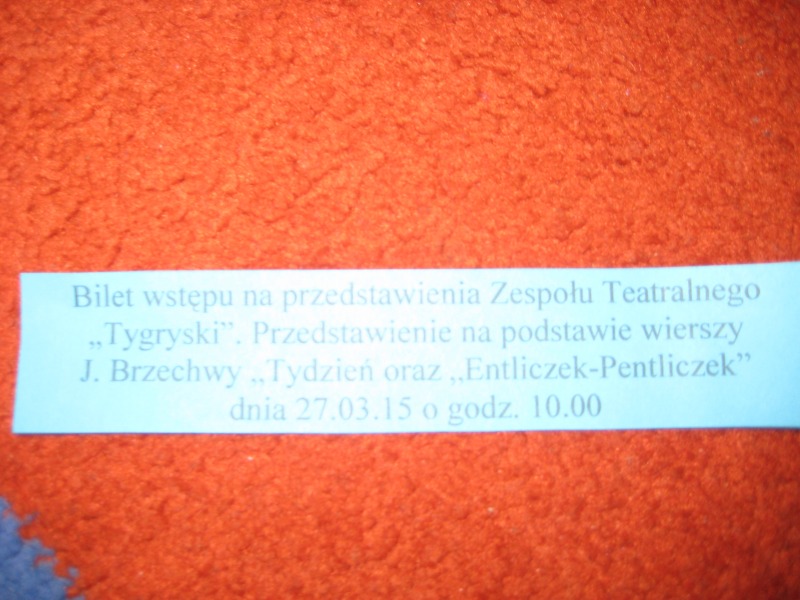 Bilet wstępu na przedstawienia Zespołu Teatralnego
„Tygryski”. Przedstawienie na podstawie wierszy
J. Brzechwy „Tydzień oraz „Entliczek-Pentliczek”
dnia 27.03.15 o godz. 10.00